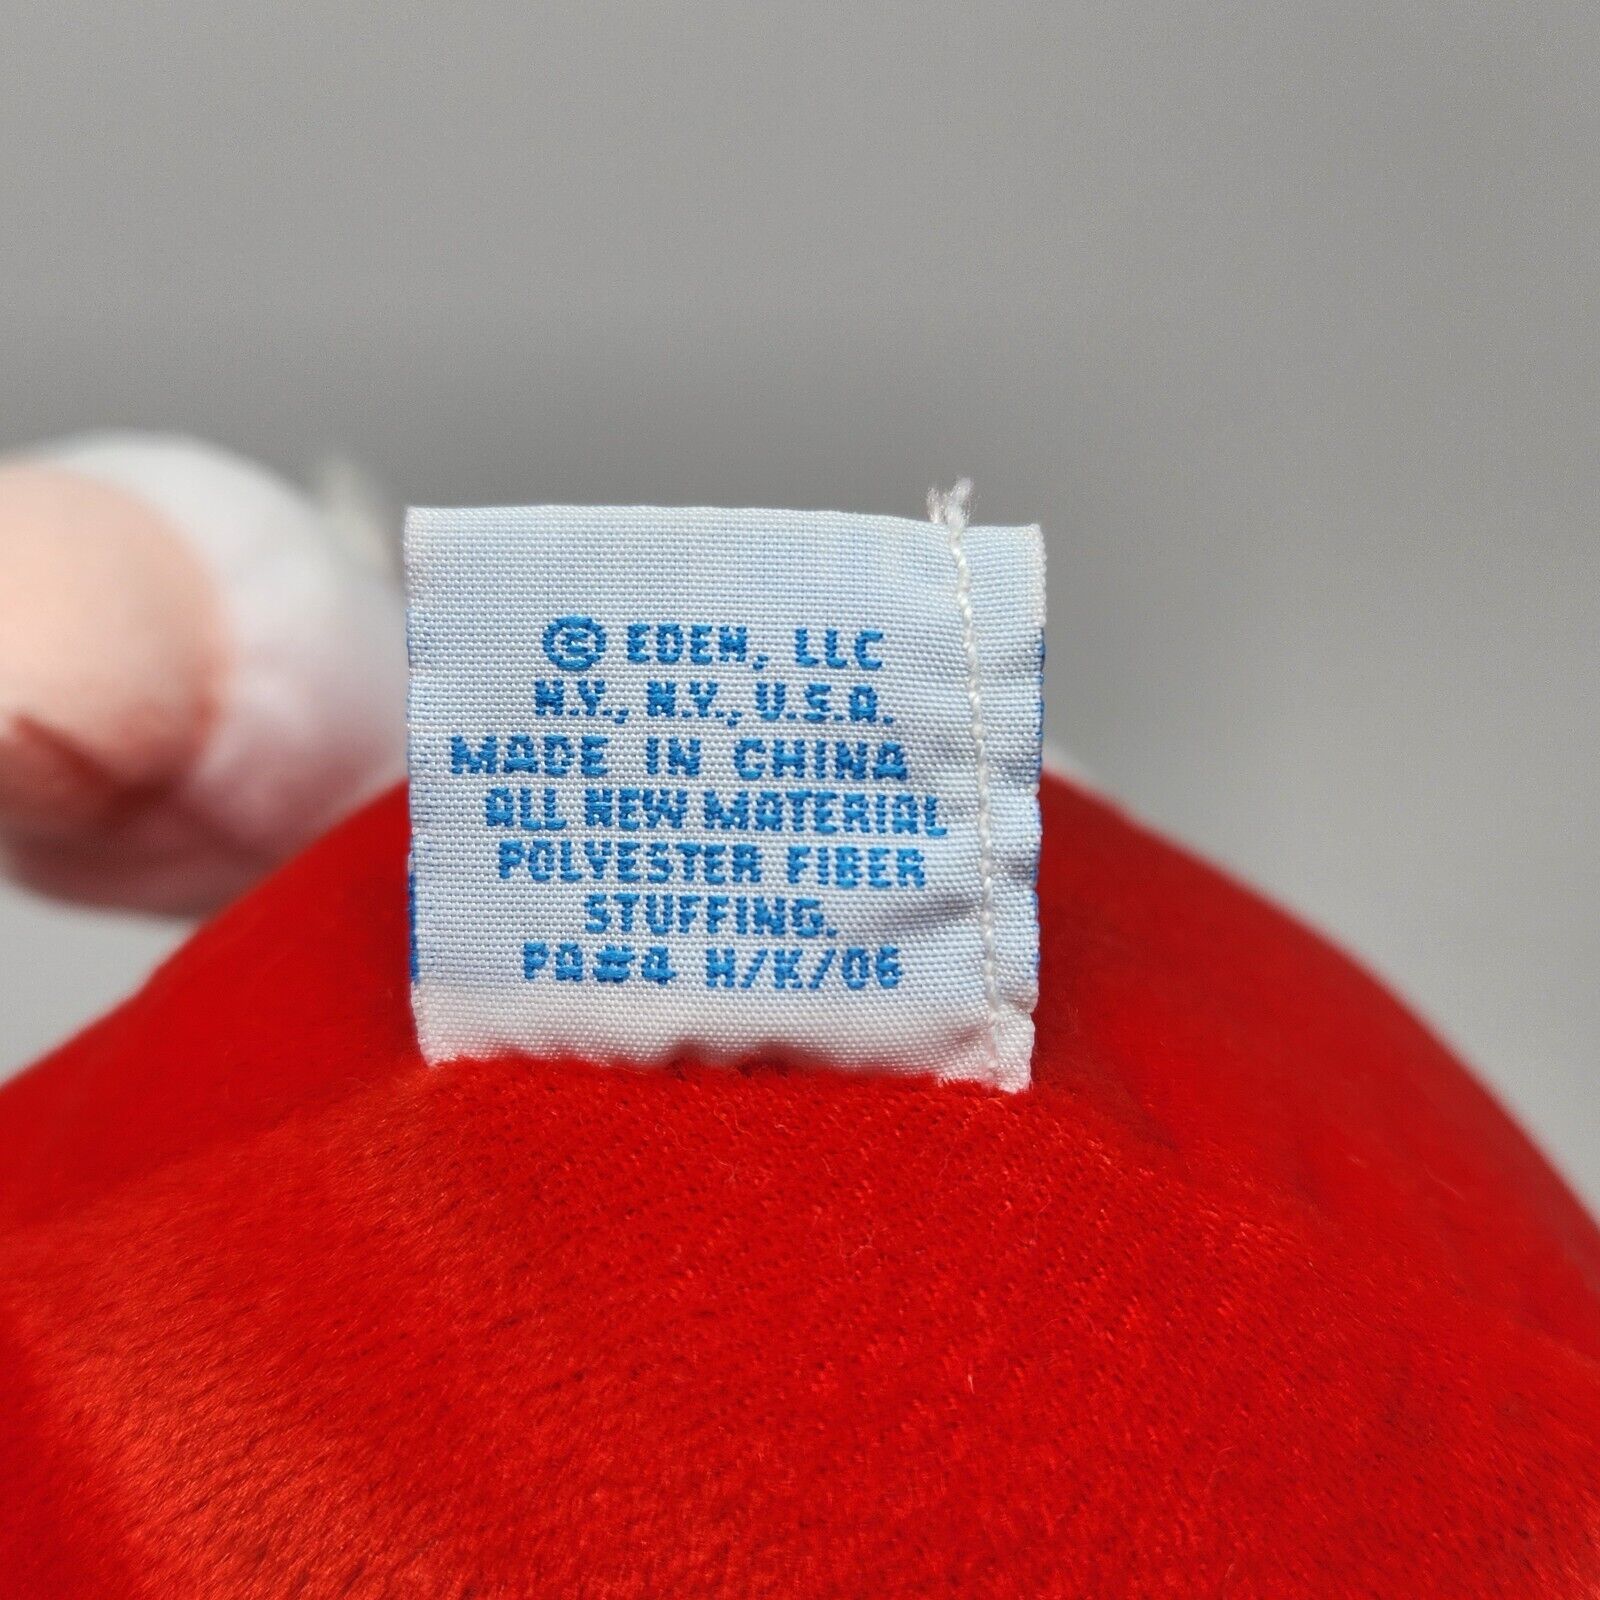 © EDEN, LLC
N.Y., N.Y., U.S.A.
MADE IN CHINA
ALL NEW MATERIAL
POLYESTER FIBER
STUFFING.
PA#4 H/K/06